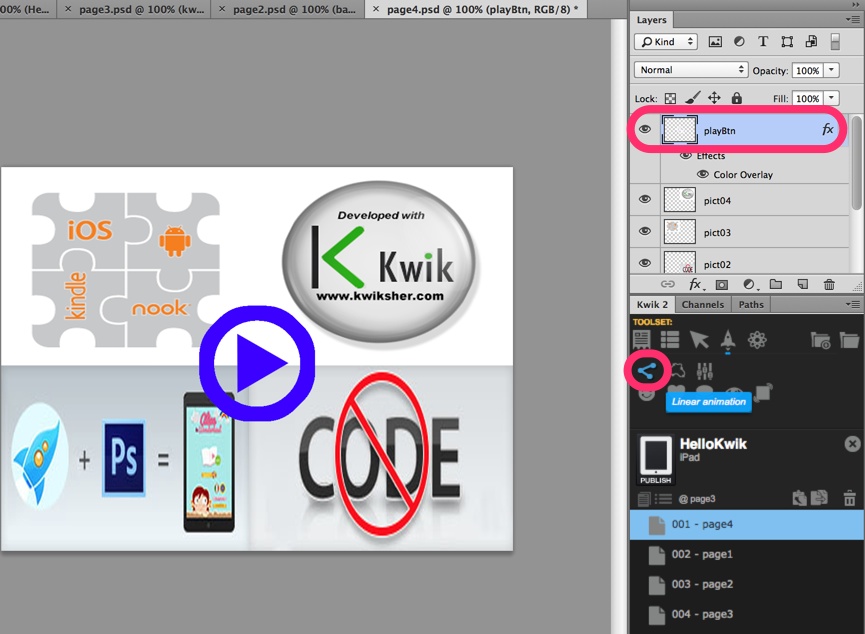 00% (He...
× page3.psd @ 100% (kw...
× page2.psd @ 100% (ba...
× page4.psd @ 100% (playBtn, RGB/8) *
Layers
Kind
Normal
Opacity: 100%
Lock:
Fill: 100%
playBtn
fx
Effects
Color Overlay
pict04
pict03
pict02
fx
Kwik 2
Channels
Paths
TOOLSET:
Linear animation
HelloKwik
iPad
PUBLISH
@ page3
001 - page4
002 - page1
003 - page2
004 - page3
iOS
kindle
nook
Developed with
Kwik
www.kwiksher.com
+ Ps =
CODE